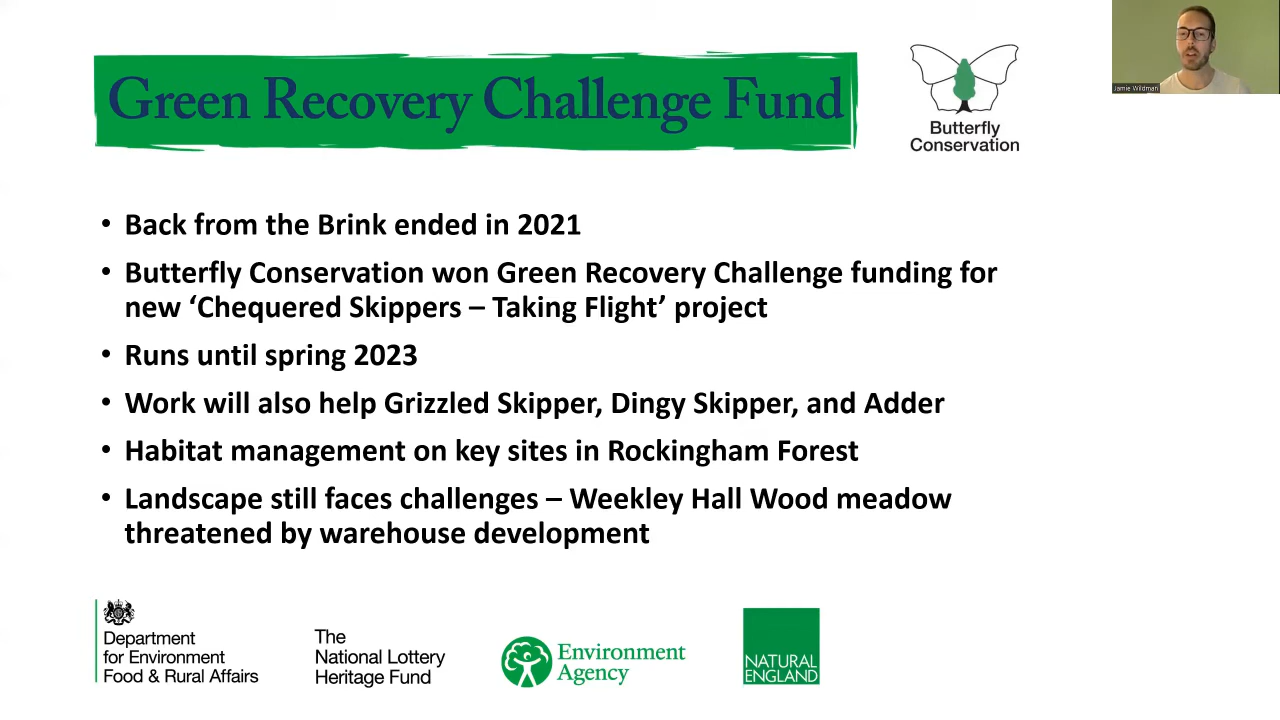 Green Recovery Challenge Fund
Butterfly
Conservation
Jamie Wildman
• Back from the Brink ended in 2021
• Butterfly Conservation won Green Recovery Challenge funding for
new ‘Chequered Skippers – Taking Flight’ project
• Runs until spring 2023
• Work will also help Grizzled Skipper, Dingy Skipper, and Adder
• Habitat management on key sites in Rockingham Forest
• Landscape still faces challenges – Weekley Hall Wood meadow
threatened by warehouse development
Department
for Environment
Food & Rural Affairs
The
National Lottery
Heritage Fund
Environment
Agency
NATURAL
ENGLAND